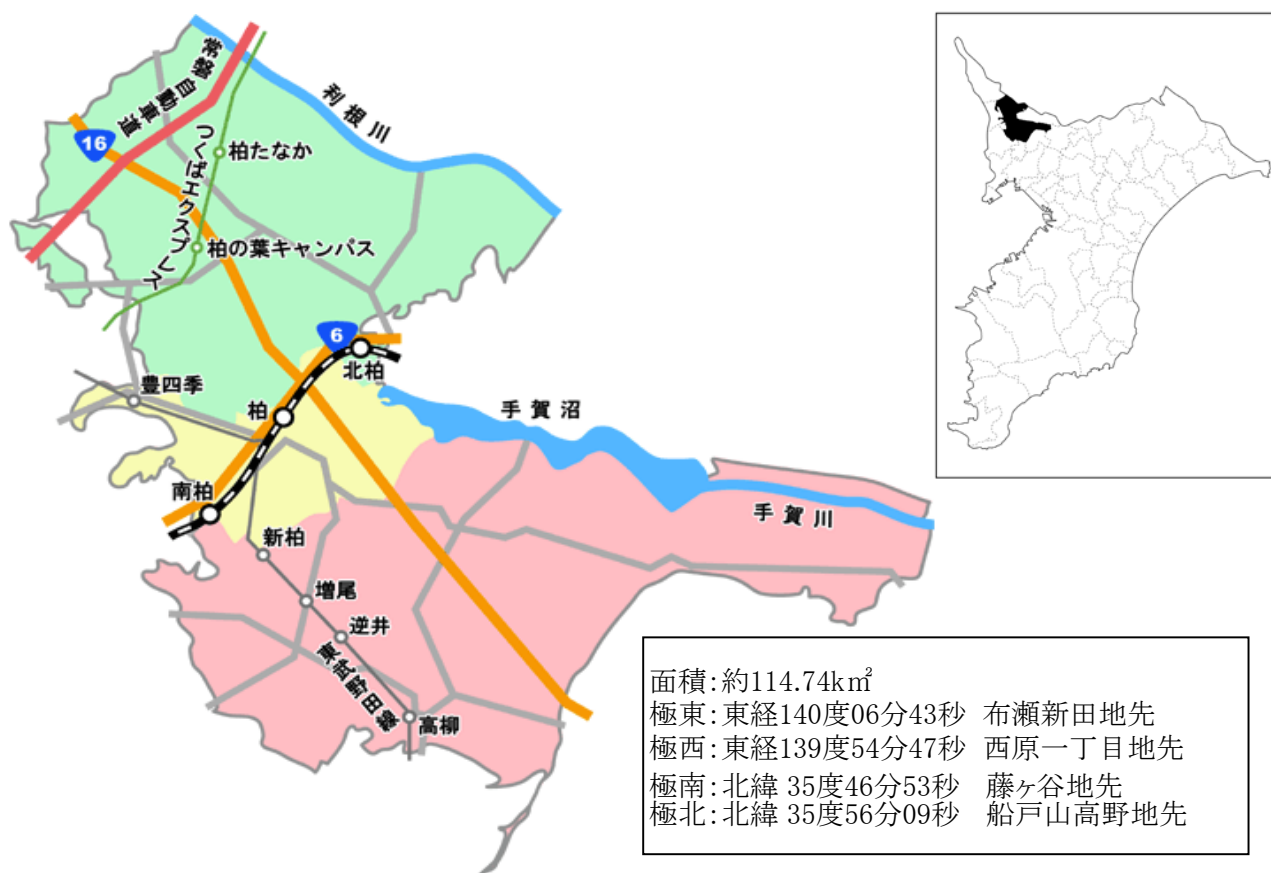 常磐自動車道
利根川
16
つくばエクスプレス
柏たなか
柏の葉キャンパス
6
北柏
豊四季
柏
手賀沼
南柏
手賀川
新柏
増尾
逆井
東武野田線
高柳
面積:約114.74k㎡
極東:東経140度06分43秒 布瀬新田地先
極西:東経139度54分47秒 西原一丁目地先
極南:北緯 35度46分53秒 藤ヶ谷地先
極北:北緯 35度56分09秒 船戸山高野地先